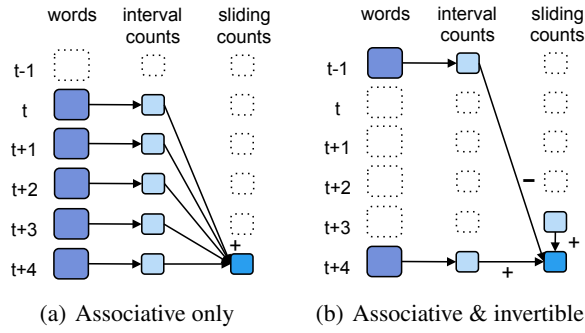 words interval counts sliding counts
t-1
t
t+1
t+2
t+3
+
t+4
(a) Associative only
words interval counts sliding counts
t-1
t
t+1
t+2
−
t+3
+
t+4
+
(b) Associative & invertible